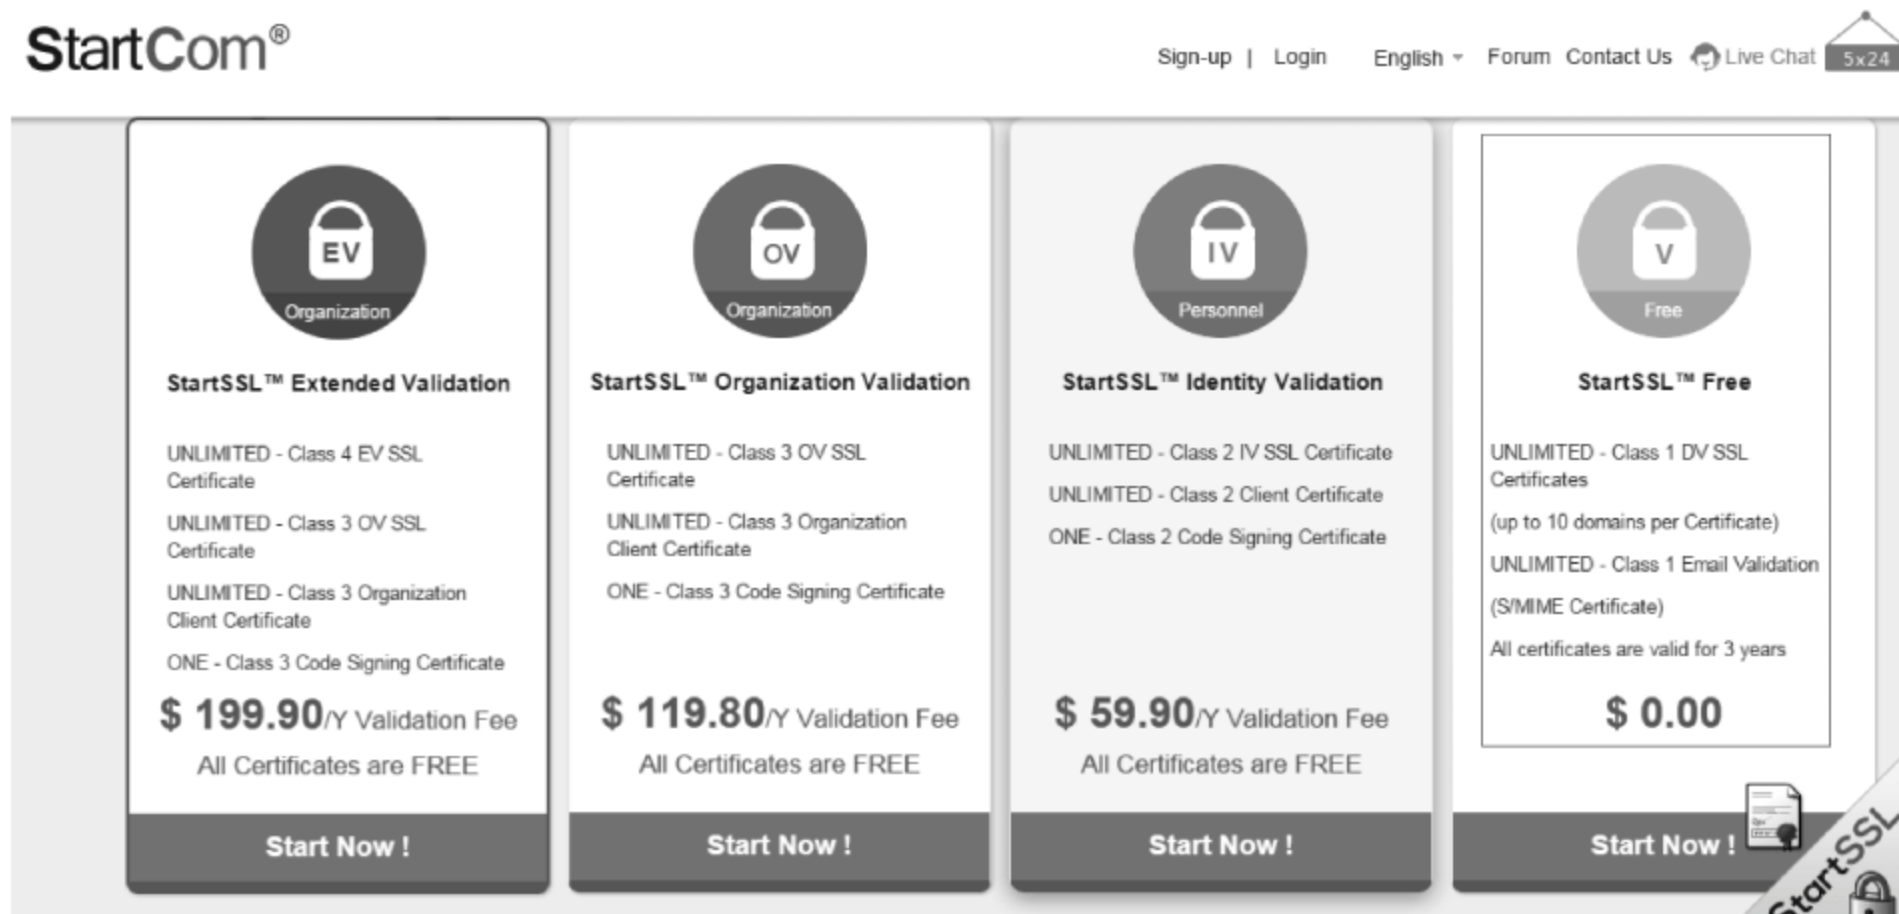 StartCom®
Sign-up | Login English Forum Contact Us Live Chat 5x24
EV
Organization
StartSSL™ Extended Validation
UNLIMITED - Class 4 EV SSL
Certificate
UNLIMITED - Class 3 OV SSL
Certificate
UNLIMITED - Class 3 Organization
Client Certificate
ONE - Class 3 Code Signing Certificate
$ 199.90/Y Validation Fee
All Certificates are FREE
Start Now !
OV
Organization
StartSSL™ Organization Validation
UNLIMITED - Class 3 OV SSL
Certificate
UNLIMITED - Class 3 Organization
Client Certificate
ONE - Class 3 Code Signing Certificate
$ 119.80/Y Validation Fee
All Certificates are FREE
Start Now !
IV
Personnel
StartSSL™ Identity Validation
UNLIMITED - Class 2 IV SSL Certificate
UNLIMITED - Class 2 Client Certificate
ONE - Class 2 Code Signing Certificate
$ 59.90/Y Validation Fee
All Certificates are FREE
Start Now !
V
Free
StartSSL™ Free
UNLIMITED - Class 1 DV SSL
Certificates
(up to 10 domains per Certificate)
UNLIMITED - Class 1 Email Validation
(S/MIME Certificate)
All certificates are valid for 3 years
$ 0.00
Start Now !
StartSSL